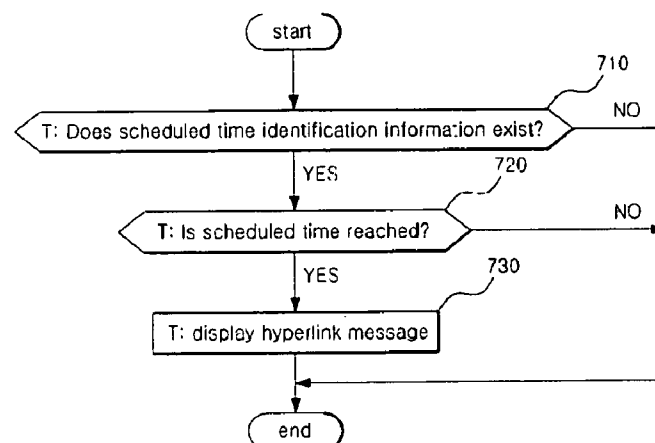 start
710
T: Does scheduled time identification information exist?
NO
YES
720
T: Is scheduled time reached?
NO
YES
730
T: display hyperlink message
end